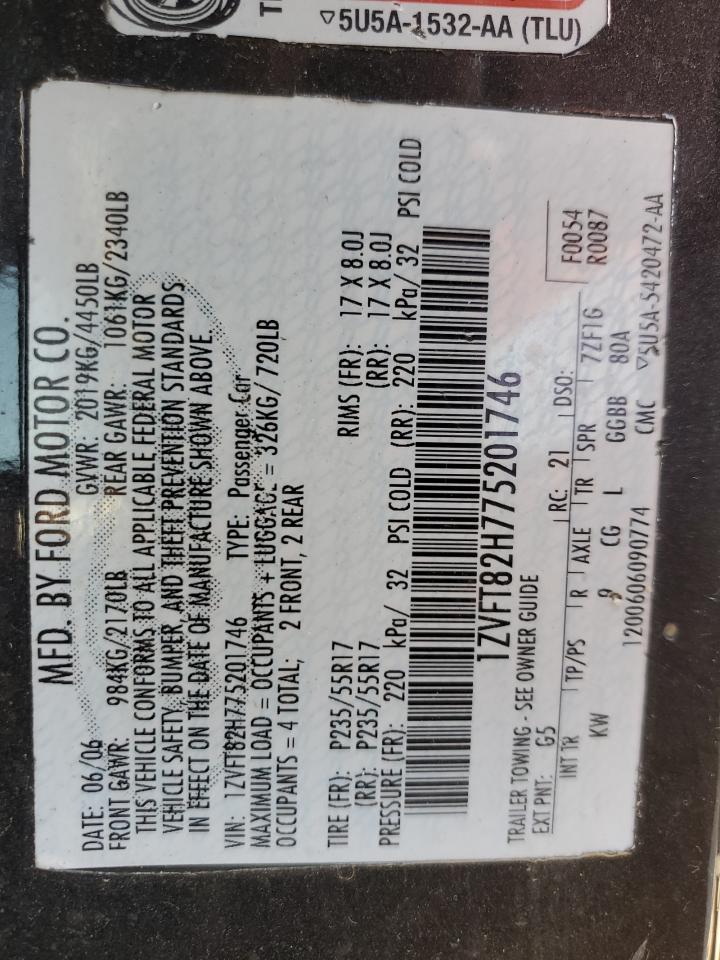 5U5A-1532-AA (TLU)
MFD. BY FORD MOTOR CO.
DATE: 06/06 GVWR: 2019KG/4450LB
FRONT GAWR: 984KG/2170LB REAR GAWR: 1061KG/2340LB
THIS VEHICLE CONFORMS TO ALL APPLICABLE FEDERAL MOTOR
VEHICLE SAFETY, BUMPER, AND THEFT PREVENTION STANDARDS
IN EFFECT ON THE DATE OF MANUFACTURE SHOWN ABOVE.
VIN: 1ZVFT82H775201746 TYPE: Passenger Car
MAXIMUM LOAD = OCCUPANTS + LUGGAGE = 326KG/720LB
OCCUPANTS = 4 TOTAL; 2 FRONT, 2 REAR
TIRE (FR): P235/55R17 RIMS (FR): 17 X 8.0J
(RR): P235/55R17 (RR): 17 X 8.0J
PRESSURE (FR): 220 kPa/ 32 PSI COLD (RR): 220 kPa/ 32 PSI COLD
1ZVFT82H775201746
TRAILER TOWING - SEE OWNER GUIDE
EXT PNT: G5 RC: 21 DSO: F0054
R0087
INT TR TP/PS R AXLE TR SPR 7ZF1G
KW 9 CG L GGBB 80A
1200606090774 CMC ▽5U5A-5420472-AA